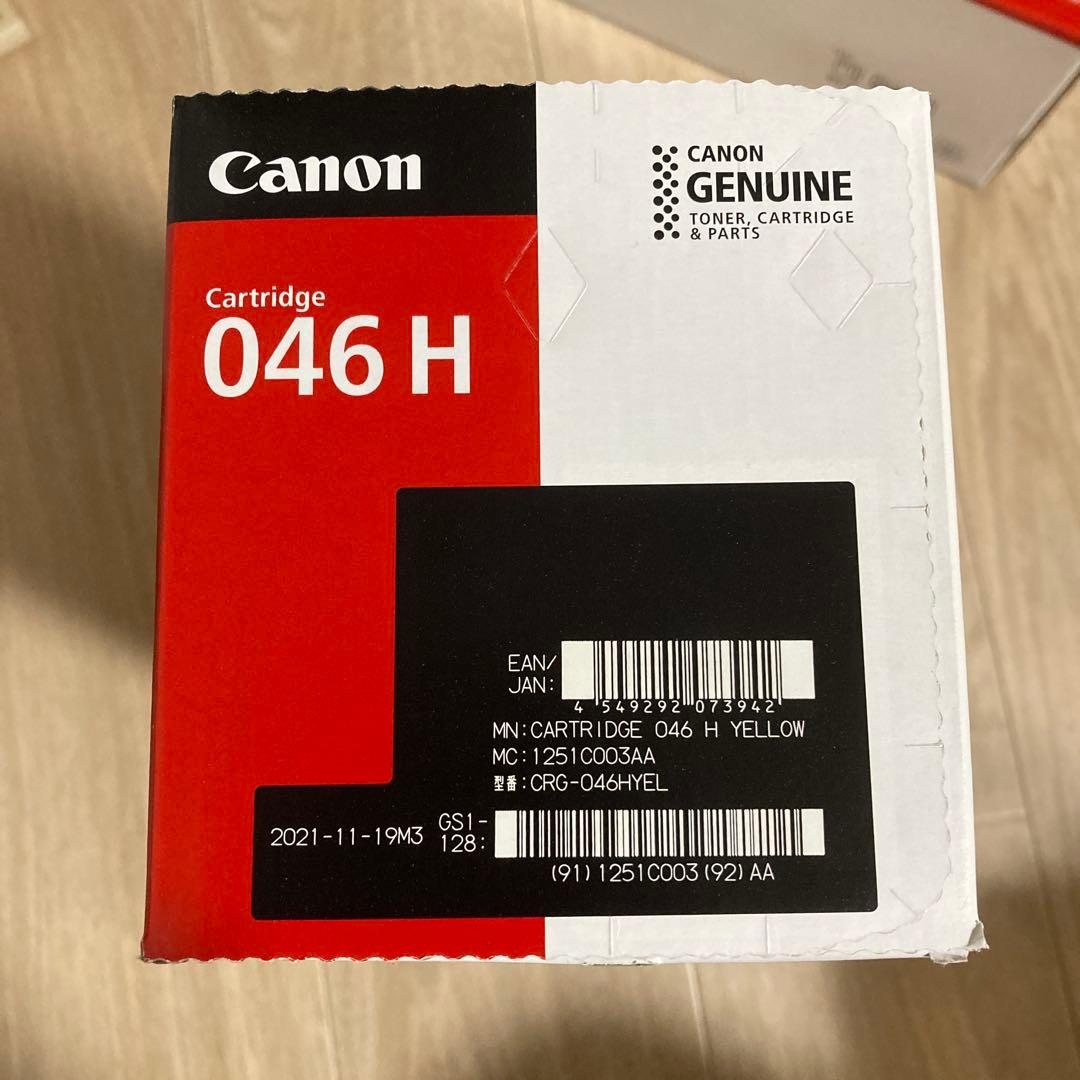 Canon
CANON
GENUINE
TONER, CARTRIDGE
& PARTS
Cartridge
046 H
EAN/
JAN:
4 549292 073942
MN:CARTRIDGE 046 H YELLOW
MC:1251C003AA
型番:CRG-046HYEL
2021-11-19M3
GS1-
128:
(91)1251C003(92)AA